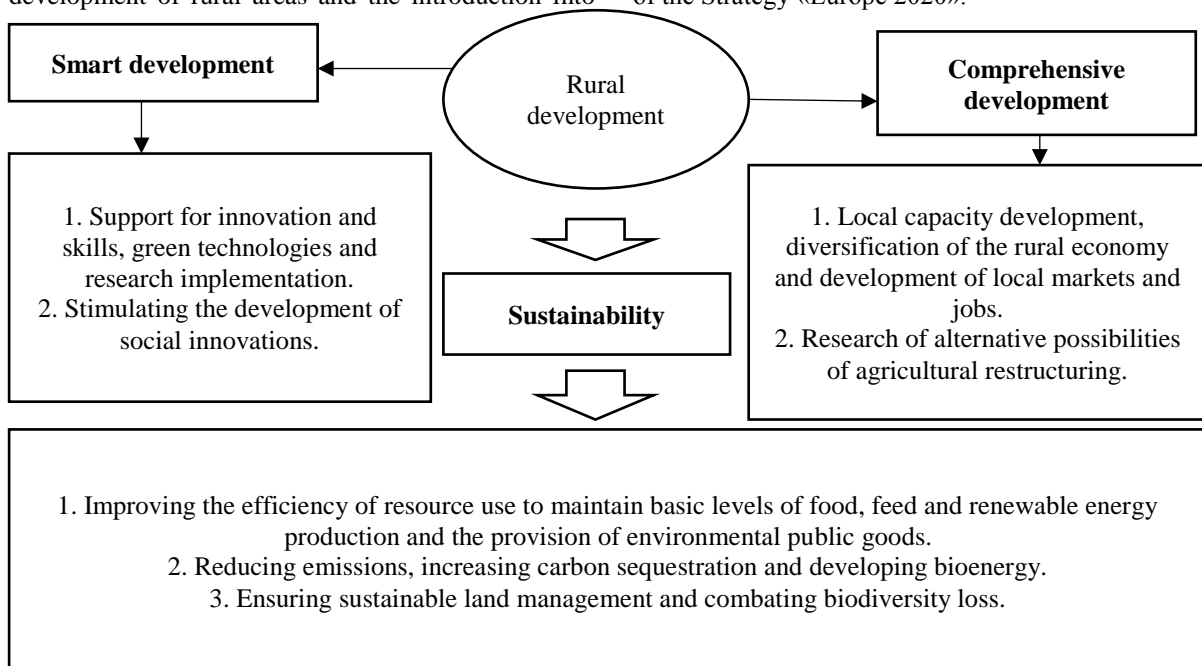 development of rural areas and the introduction into
of the Strategy «Europe 2020».
Smart development
Rural
development
Comprehensive
development
1. Support for innovation and
skills, green technologies and
research implementation.
2. Stimulating the development of
social innovations.
Sustainability
1. Local capacity development,
diversification of the rural economy
and development of local markets and
jobs.
2. Research of alternative possibilities
of agricultural restructuring.
1. Improving the efficiency of resource use to maintain basic levels of food, feed and renewable energy
production and the provision of environmental public goods.
2. Reducing emissions, increasing carbon sequestration and developing bioenergy.
3. Ensuring sustainable land management and combating biodiversity loss.